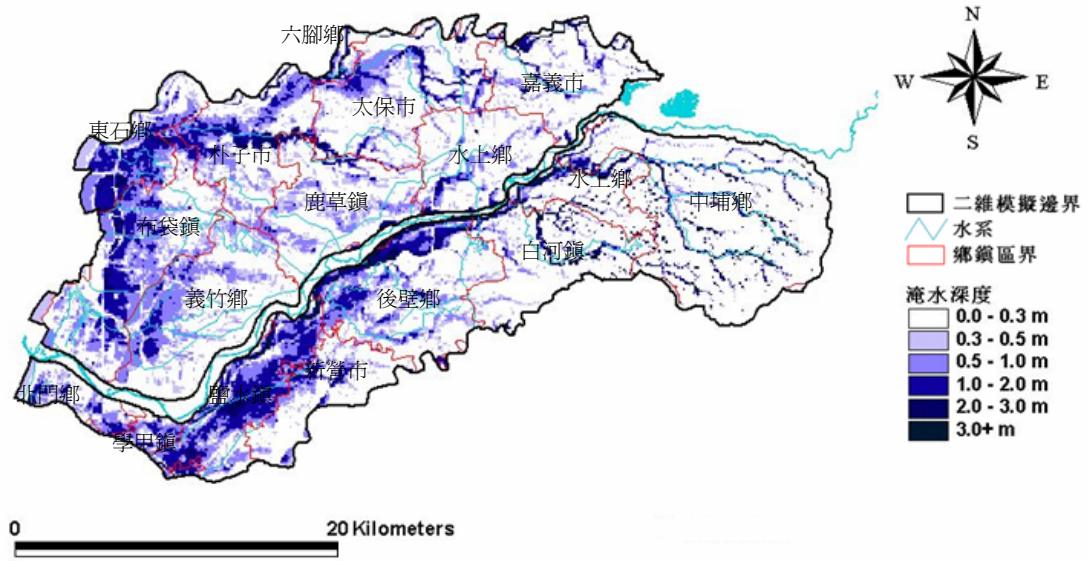 六腳鄉
嘉義市
太保市
東石鄉
朴子市
水上鄉
水上鄉
鹿草鎮
中埔鄉
布袋鎮
白河鎮
義竹鄉
後壁鄉
新營市
北門鄉
鹽水鎮
學甲鎮
N
W
E
S
二維模擬邊界
水系
鄉鎮區界
淹水深度
0.0 - 0.3 m
0.3 - 0.5 m
0.5 - 1.0 m
1.0 - 2.0 m
2.0 - 3.0 m
3.0+ m
0
20 Kilometers